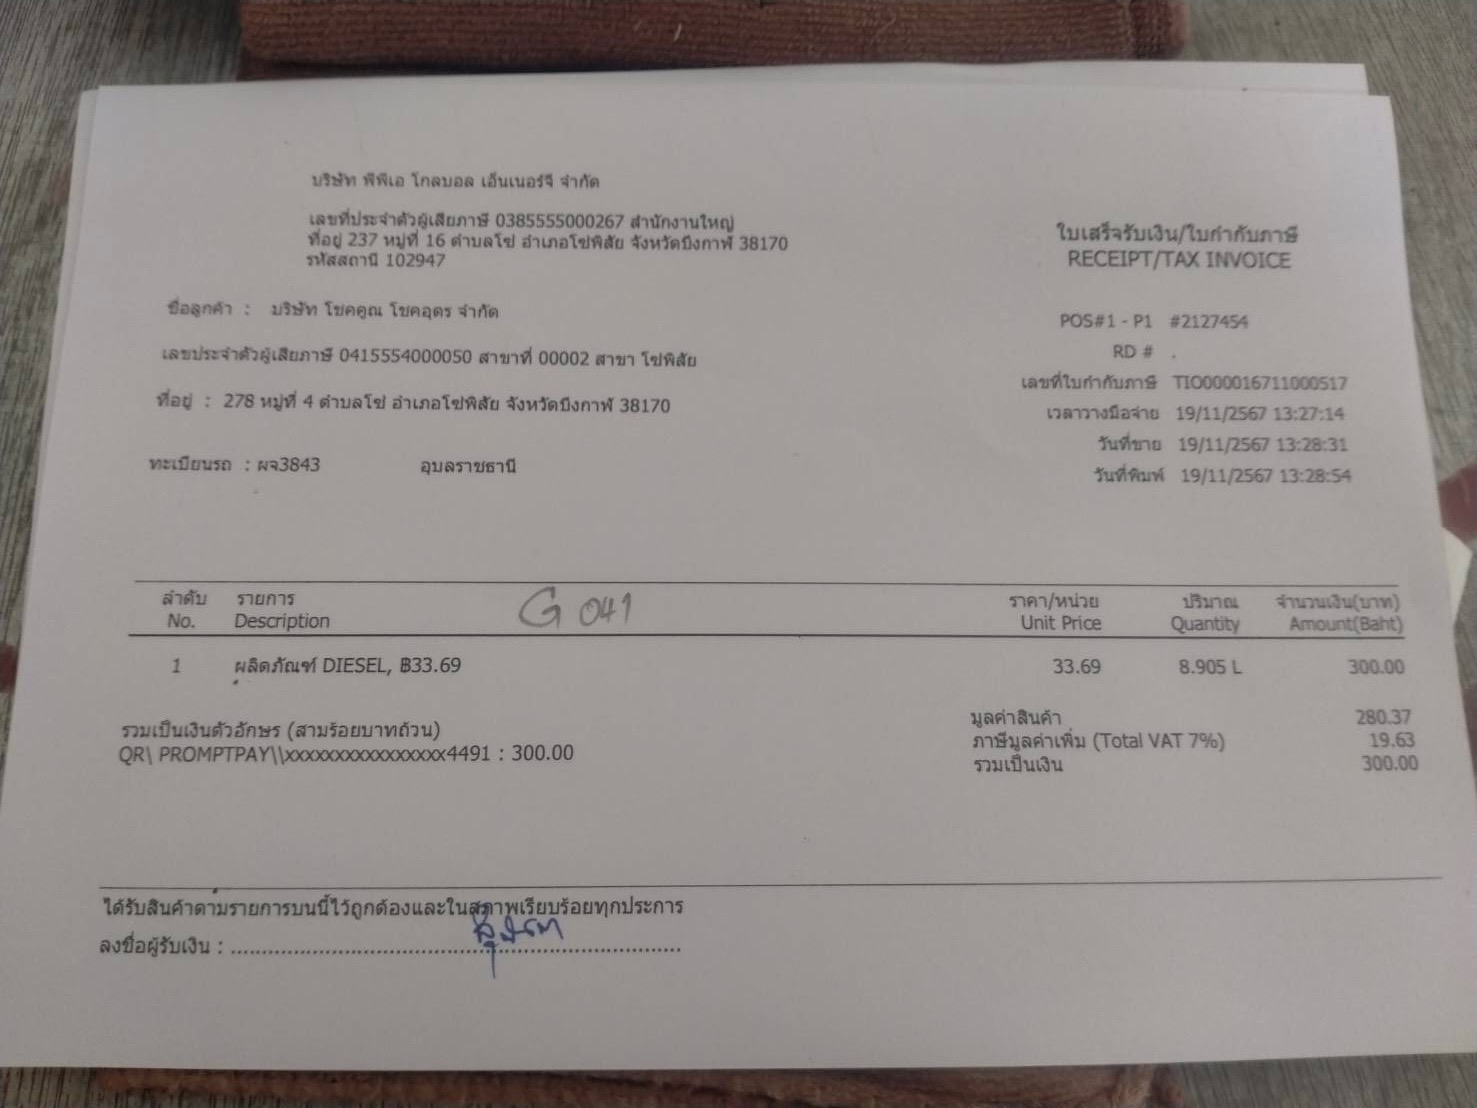 บริษัท พีพีเอ โกลบอล เอ็นเนอร์จี จำกัด
เลขที่ประจำตัวผู้เสียภาษี 0385555000267 สำนักงานใหญ่
ที่อยู่ 237 หมู่ที่ 16 ตำบลโซ่ อำเภอโซ่พิสัย จังหวัดบึงกาฬ 38170
รหัสสถานี 102947
ใบเสร็จรับเงิน/ใบกำกับภาษี
RECEIPT/TAX INVOICE
ชื่อลูกค้า : บริษัท โชคคูณ โชคอุดร จำกัด
เลขประจำตัวผู้เสียภาษี 0415554000050 สาขาที่ 00002 สาขา โซ่พิสัย
ที่อยู่ : 278 หมู่ที่ 4 ตำบลโซ่ อำเภอโซ่พิสัย จังหวัดบึงกาฬ 38170
ทะเบียนรถ : ผจ3843 อุบลราชธานี
POS#1 - P1 #2127454
RD # .
เลขที่ใบกำกับภาษี TIO000016711000517
เวลาวางมือจ่าย 19/11/2567 13:27:14
วันที่ขาย 19/11/2567 13:28:31
วันที่พิมพ์ 19/11/2567 13:28:54
ลำดับ รายการ ราคา/หน่วย ปริมาณ จำนวนเงิน(บาท)
No. Description G 041 Unit Price Quantity Amount(Baht)
1 ผลิตภัณฑ์ DIESEL, ฿33.69 33.69 8.905 L 300.00
รวมเป็นเงินตัวอักษร (สามร้อยบาทถ้วน)
QR\ PROMPTPAY\\xxxxxxxxxxxxxxxx4491 : 300.00
มูลค่าสินค้า 280.37
ภาษีมูลค่าเพิ่ม (Total VAT 7%) 19.63
รวมเป็นเงิน 300.00
ได้รับสินค้าตามรายการบนนี้ไว้ถูกต้องและในสภาพเรียบร้อยทุกประการ
ลงชื่อผู้รับเงิน :